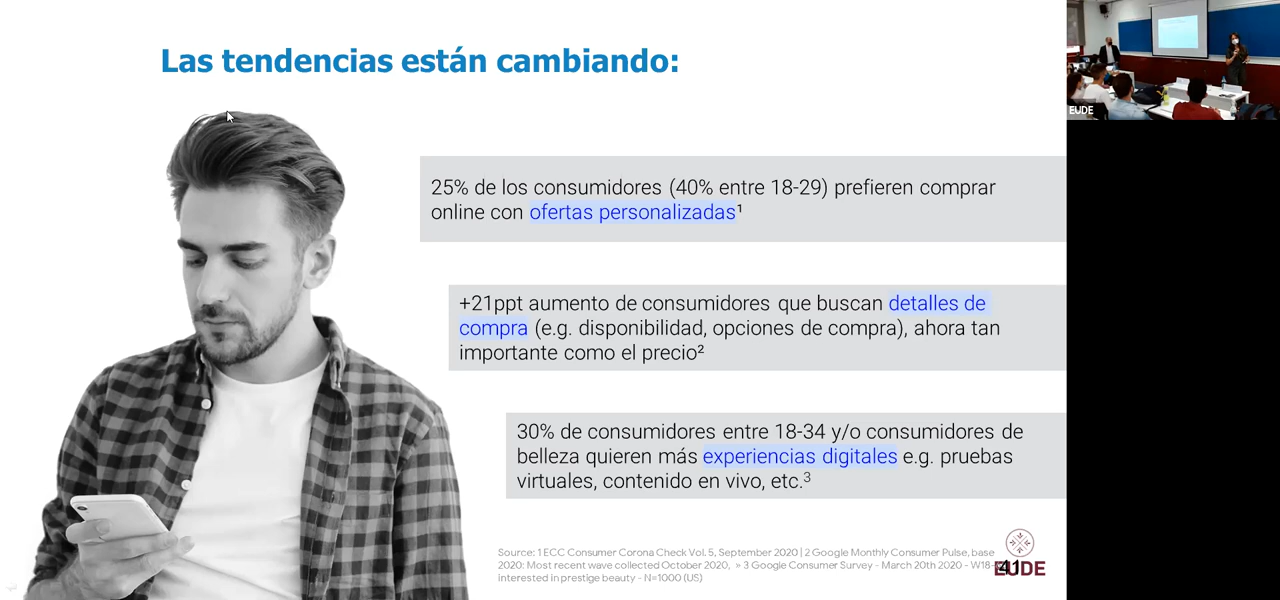 Las tendencias están cambiando:
25% de los consumidores (40% entre 18-29) prefieren comprar
online con ofertas personalizadas¹
+21ppt aumento de consumidores que buscan detalles de
compra (e.g. disponibilidad, opciones de compra), ahora tan
importante como el precio²
30% de consumidores entre 18-34 y/o consumidores de
belleza quieren más experiencias digitales e.g. pruebas
virtuales, contenido en vivo, etc.³
Source: 1 ECC Consumer Corona Check Vol. 5, September 2020 | 2 Google Monthly Consumer Pulse, base
2020: Most recent wave collected October 2020, » 3 Google Consumer Survey - March 20th 2020 - W18-
interested in prestige beauty - N=1000 (US)
41
EUDE
EUDE